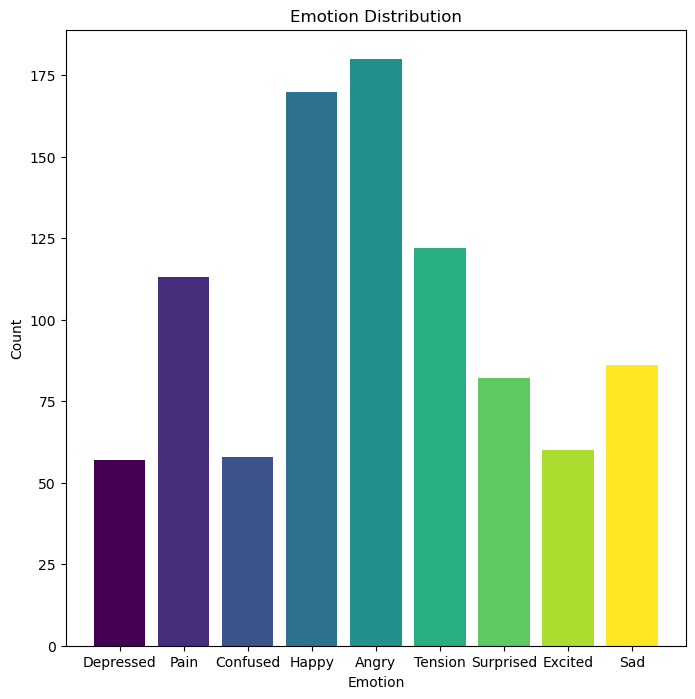 Emotion Distribution
175
150
125
100
75
50
25
0
Count
Depressed Pain Confused Happy Angry Tension Surprised Excited Sad
Emotion